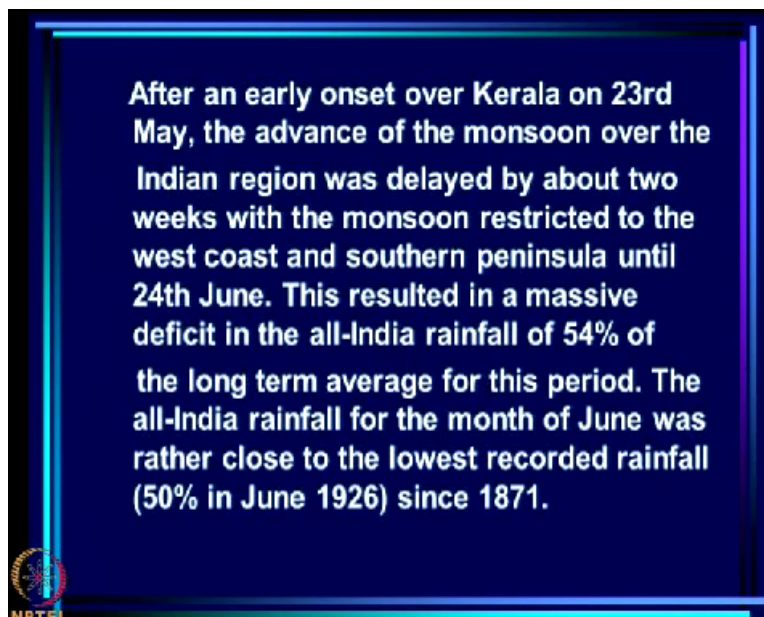 After an early onset over Kerala on 23rd
May, the advance of the monsoon over the
Indian region was delayed by about two
weeks with the monsoon restricted to the
west coast and southern peninsula until
24th June. This resulted in a massive
deficit in the all-India rainfall of 54% of
the long term average for this period. The
all-India rainfall for the month of June was
rather close to the lowest recorded rainfall
(50% in June 1926) since 1871.
NPTEL